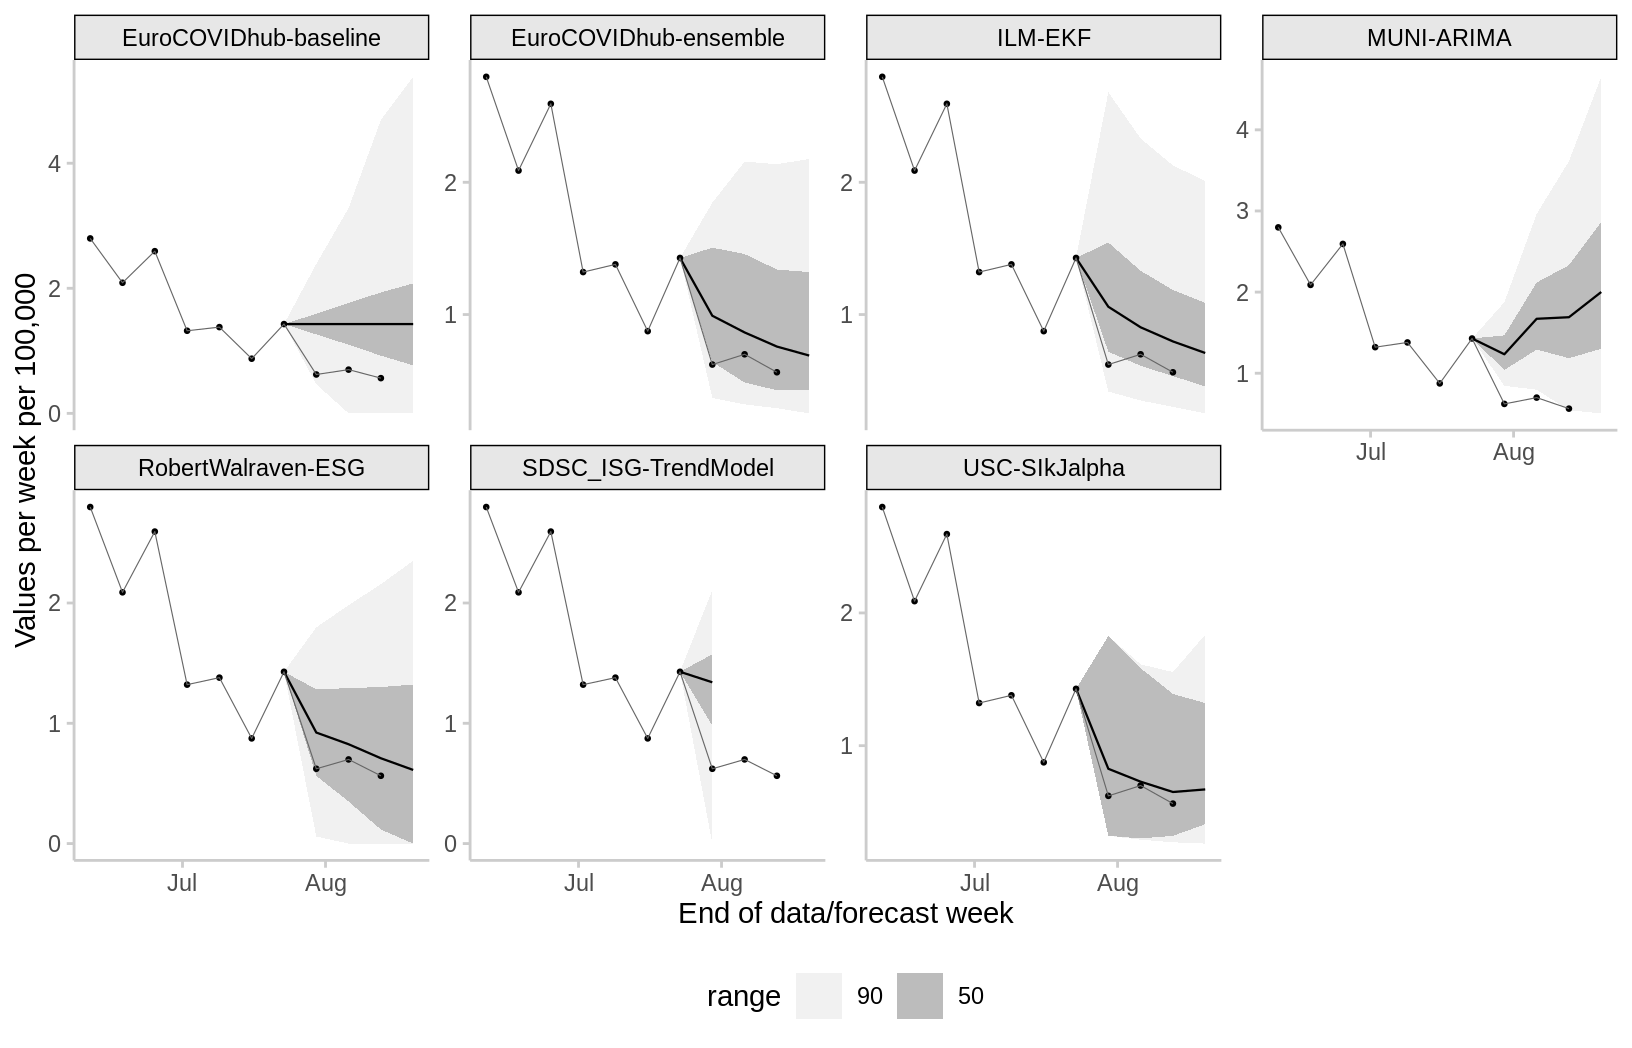 EuroCOVIDhub-baseline
EuroCOVIDhub-ensemble
ILM-EKF
MUNI-ARIMA
4
2
0
2
1
2
1
4
3
2
1
Jul
Aug
Values per week per 100,000
RobertWalraven-ESG
SDSC_ISG-TrendModel
USC-SIkJalpha
2
1
0
2
1
0
2
1
Jul
Aug
Jul
Aug
Jul
Aug
End of data/forecast week
range 90 50